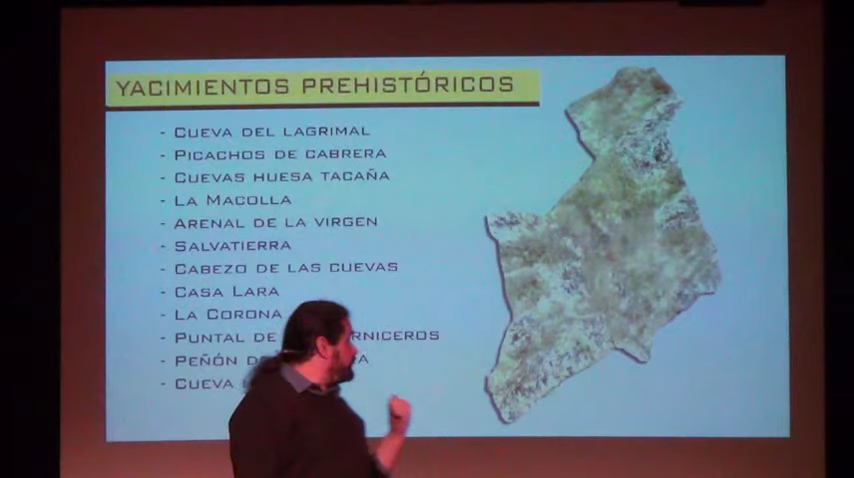 YACIMIENTOS PREHISTÓRICOS
- CUEVA DEL LAGRIMAL
- PICACHOS DE CABRERA
- CUEVAS HUESA TACAÑA
- LA MACOLLA
- ARENAL DE LA VIRGEN
- SALVATIERRA
- CABEZO DE LAS CUEVAS
- CASA LARA
- LA CORONA
- PUNTAL DE RNICEROS
- PEÑÓN
- CUEVA